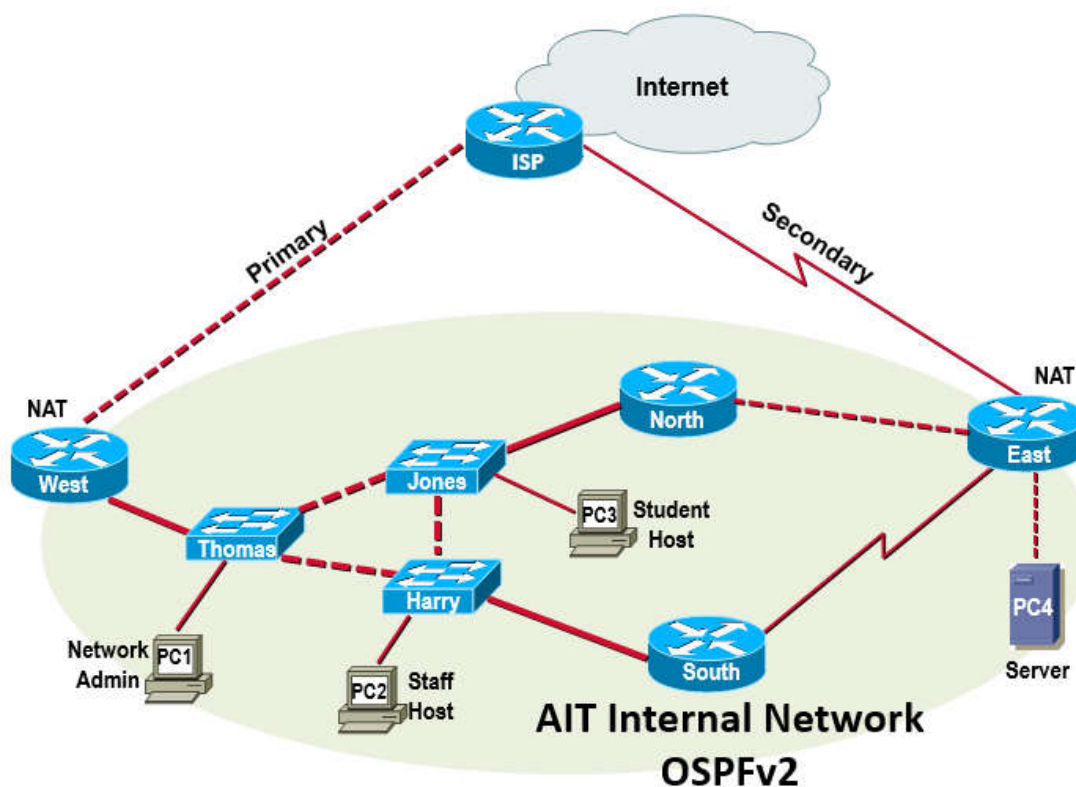 Internet
ISP
Primary
Secondary
NAT
West
North
NAT
East
Jones
Thomas
PC3
Student
Host
Harry
PC4
Server
South
Network
Admin
PC1
PC2
Staff
Host
AIT Internal Network
OSPFv2